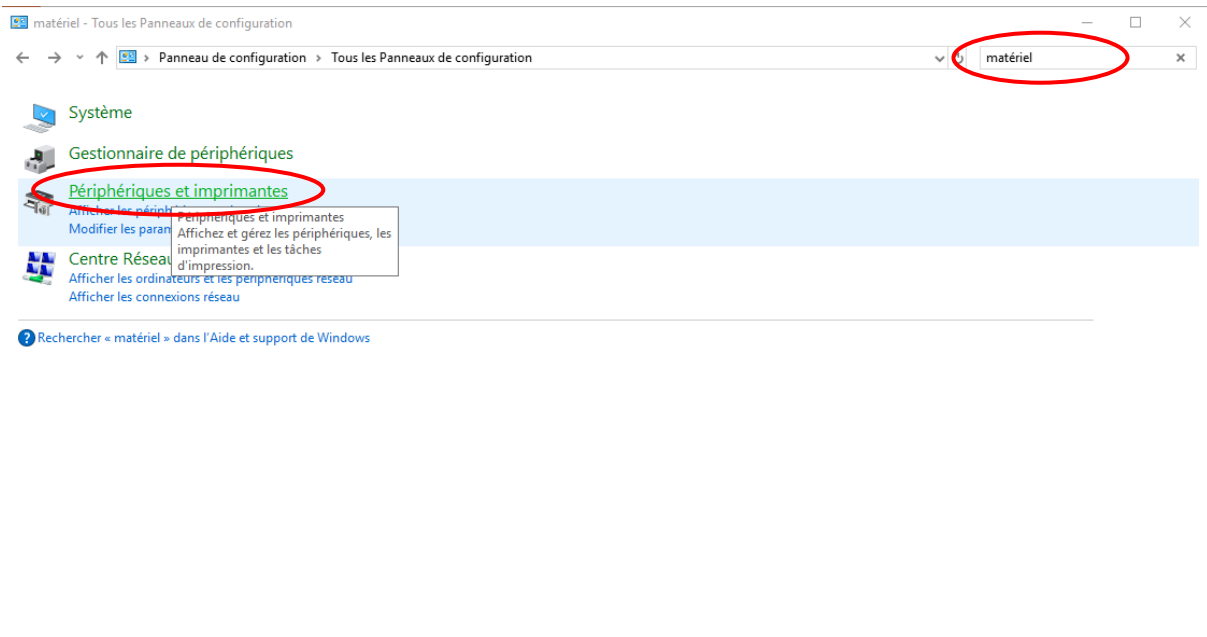 matériel - Tous les Panneaux de configuration
Panneau de configuration > Tous les Panneaux de configuration
matériel
Système
Gestionnaire de périphériques
Périphériques et imprimantes
Afficher les périph
Modifier les param
Périphériques et imprimantes
Affichez et gérez les périphériques, les
imprimantes et les tâches
d'impression.
Centre Réseau
Afficher les ordinateurs et les périphériques réseau
Afficher les connexions réseau
Rechercher « matériel » dans l'Aide et support de Windows